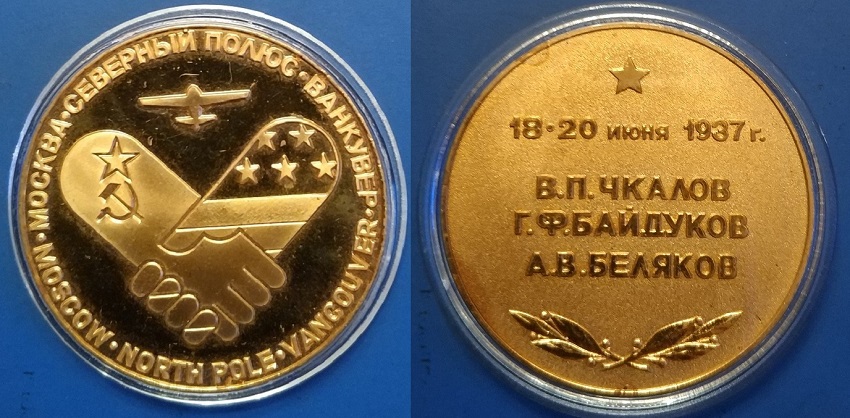 МОСКВА·СЕВЕРНЫЙ ПОЛЮС·ВАНКУВЕР·
MOSCOW·NORTH POLE·VANCOUVER·
18·20 июня 1937 г.
В.П.ЧКАЛОВ
Г.Ф.БАЙДУКОВ
А.В.БЕЛЯКОВ